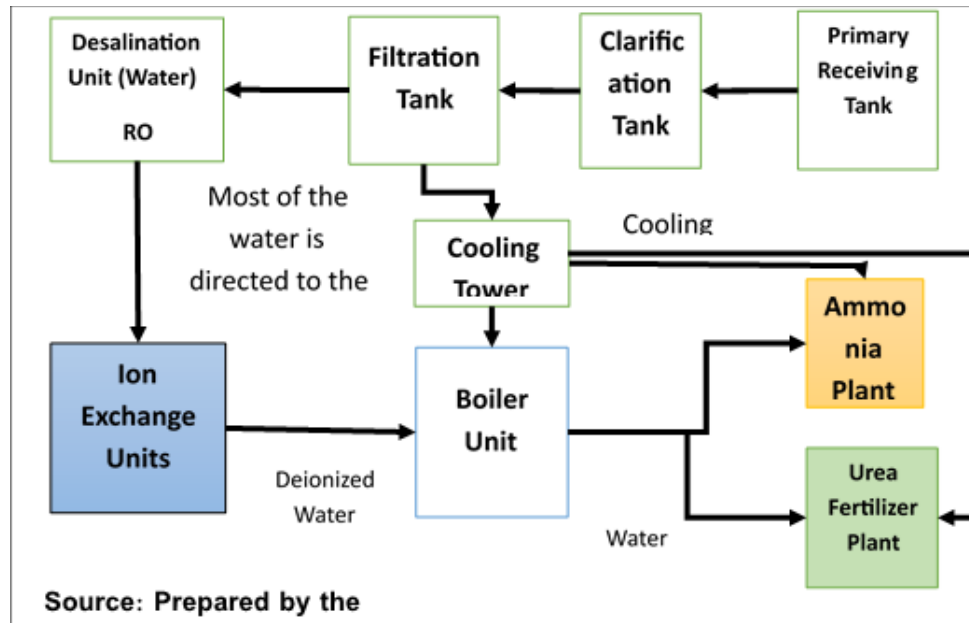 Desalination
Unit (Water)
RO
Filtration
Tank
Clarific
ation
Tank
Primary
Receiving
Tank
Most of the
water is
directed to the
Cooling
Tower
Cooling
Ammo
nia
Plant
Ion
Exchange
Units
Boiler
Unit
Deionized
Water
Water
Urea
Fertilizer
Plant
Source: Prepared by the